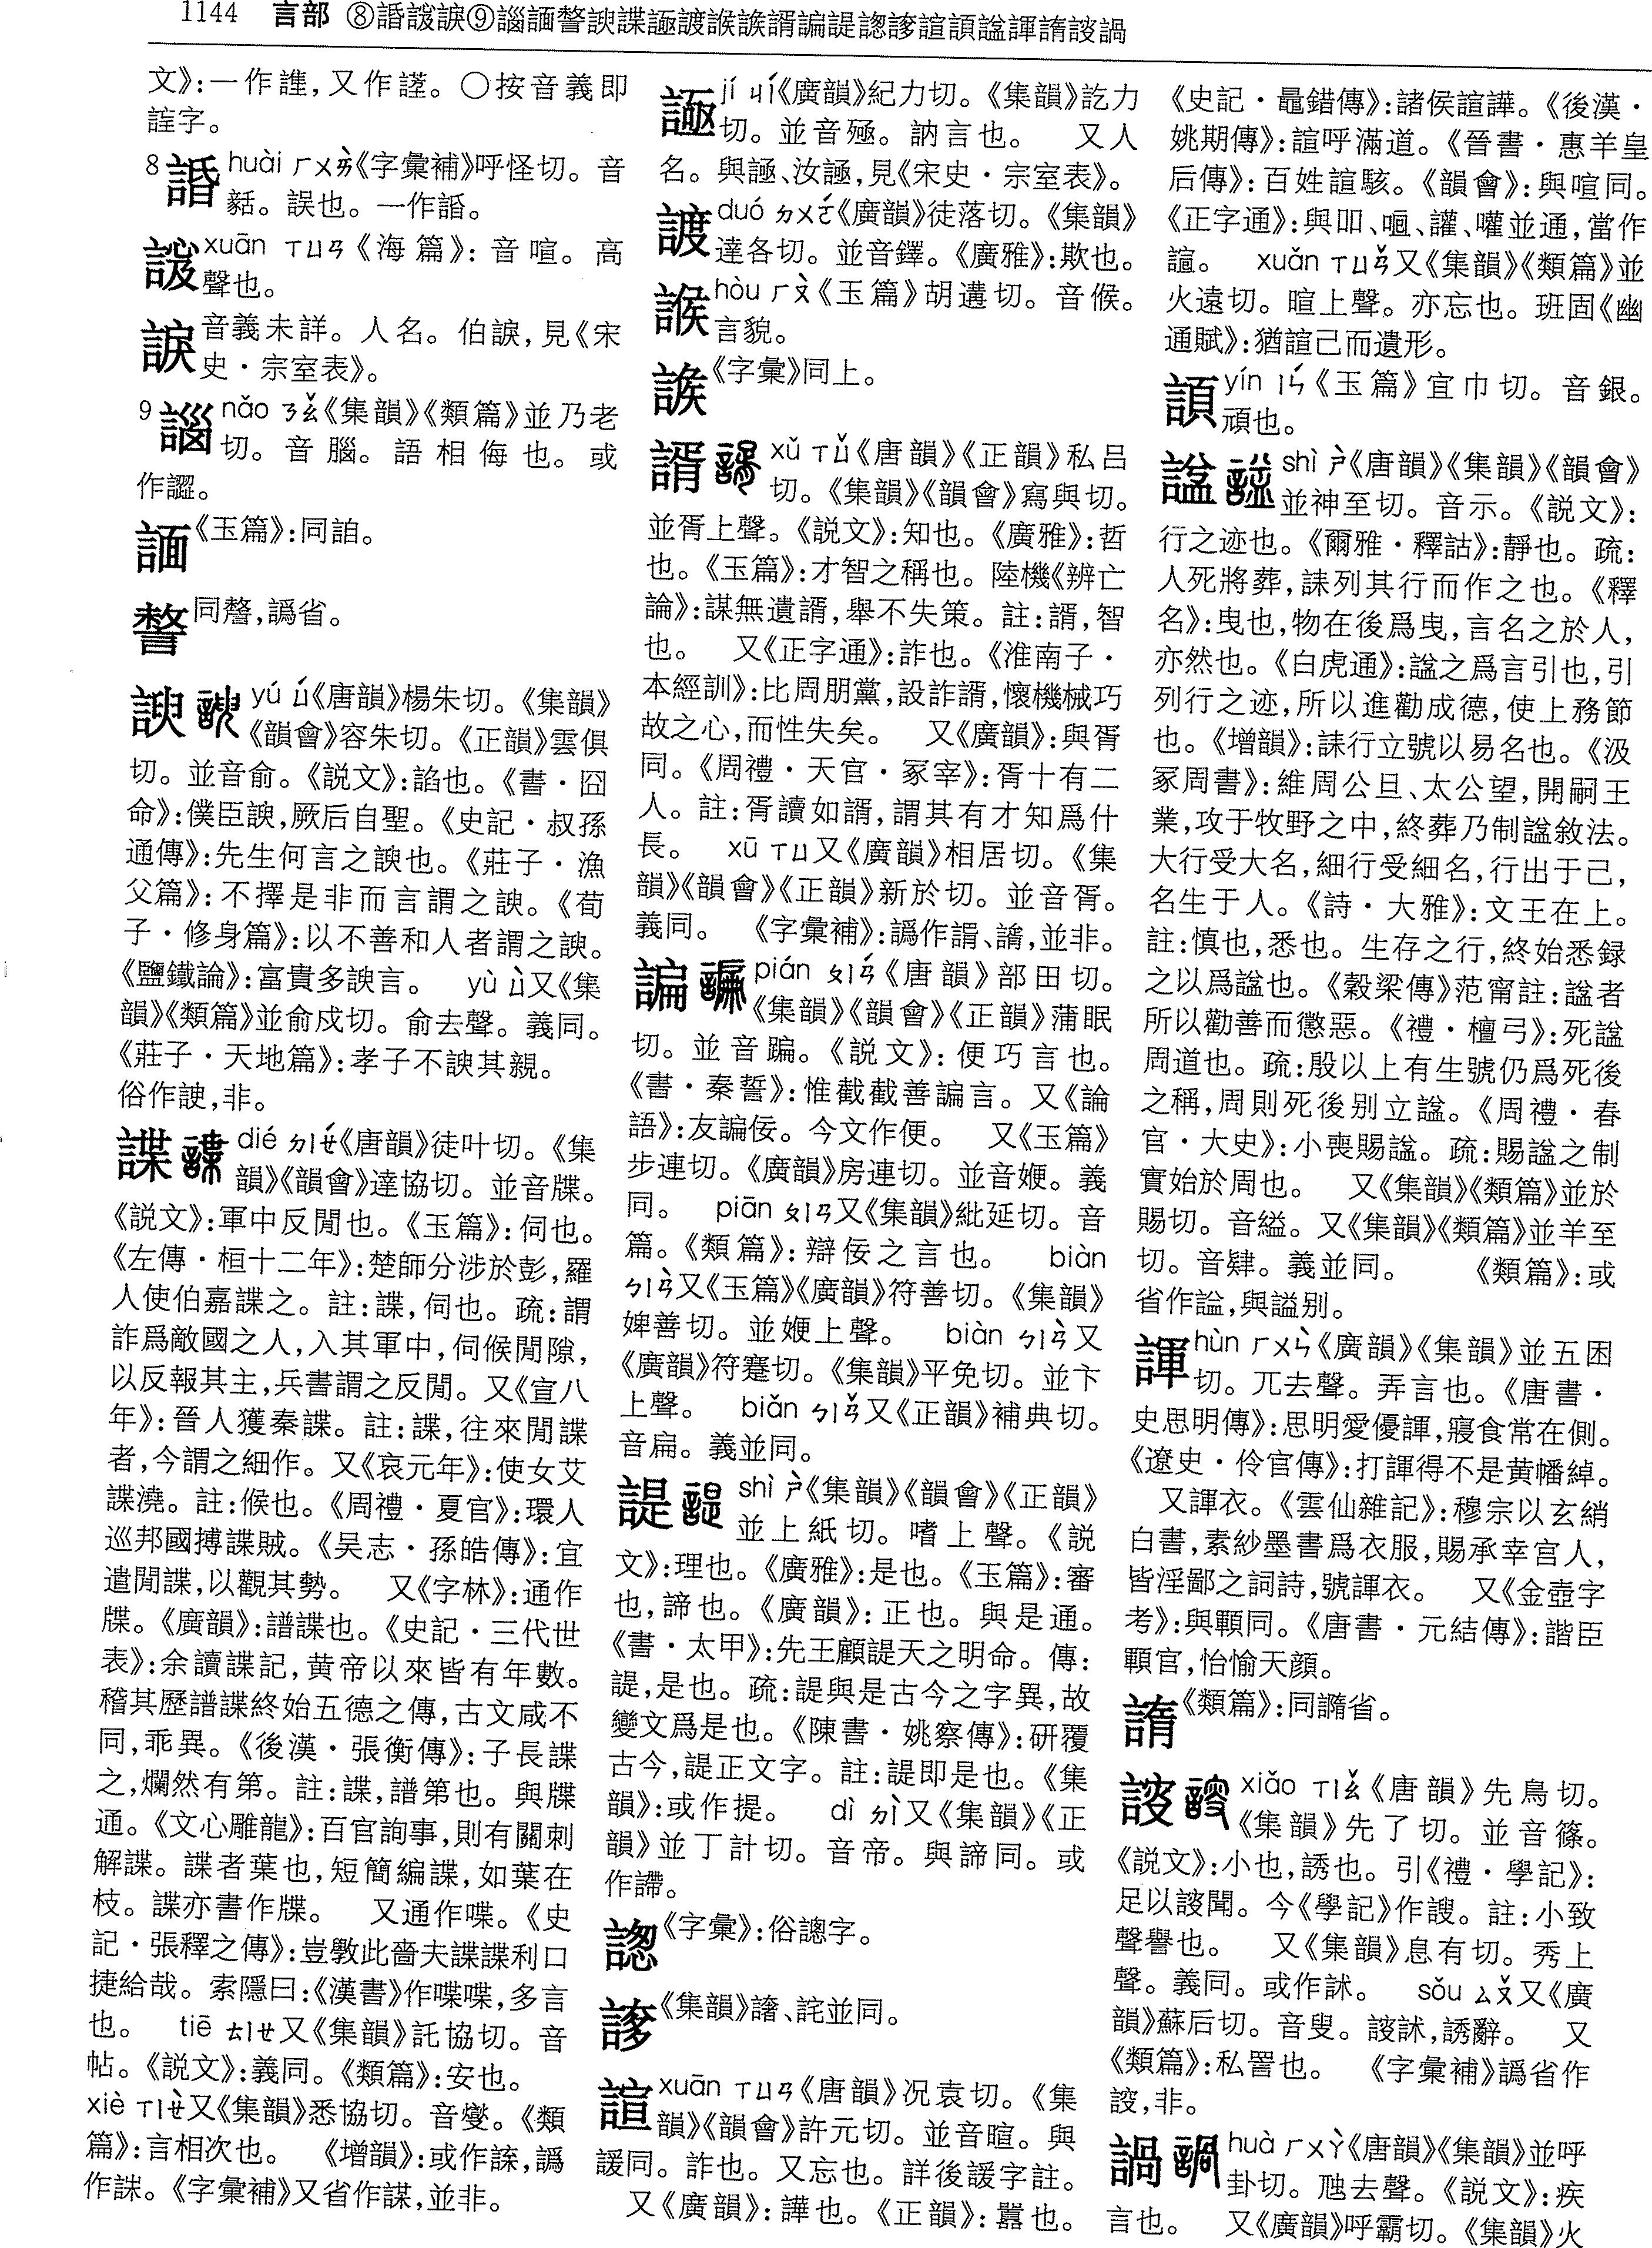 1144 言部 ⑧諙諓諓⑨𧩣𧩤謷諛諜𧫠𧩧𧩨𧩦諝諞諟諰謻諠𧩬諡諢𧩱謏譌
文》：一作誰，又作𧩶。○按音義即
誑字。
8 huài ㄏㄨㄞˋ《字彙補》呼怪切。音
。誤也。一作諙。
xuān ㄒㄩㄢ《海篇》：音喧。高
聲也。
音義未詳。人名。伯，見《宋
史·宗室表》。
9 nǎo ㄋㄠˇ《集韻》《類篇》並乃老
切。音腦。語相侮也。或
作。
《玉篇》：同詯。
同，譌省。
諛 yú ㄩˊ《唐韻》楊朱切。《集韻》
《韻會》容朱切。《正韻》雲俱
切。並音俞。《説文》：諂也。《書·囧
命》：僕臣諛，厥后自聖。《史記·叔孫
通傳》：先生何言之諛也。《莊子·漁
父篇》：不擇是非而言謂之諛。《荀
子·修身篇》：以不善和人者謂之諛。
《鹽鐵論》：富貴多諛言。　yù ㄩˋ又《集
韻》《類篇》並俞戍切。俞去聲。義同。
《莊子·天地篇》：孝子不諛其親。
俗作，非。
諜 dié ㄉㄧㄝˊ《唐韻》徒叶切。《集
韻》《韻會》達協切。並音牒。
《説文》：軍中反閒也。《玉篇》：伺也。
《左傳·桓十二年》：楚師分涉於彭，羅
人使伯嘉諜之。註：諜，伺也。疏：謂
詐爲敵國之人，入其軍中，伺候閒隙，
以反報其主，兵書謂之反閒。又《宣八
年》：晉人獲秦諜。註：諜，往來閒諜
者，今謂之細作。又《哀元年》：使女艾
諜澆。註：候也。《周禮·夏官》：環人
巡邦國搏諜賊。《吴志·孫皓傳》：宜
遣閒諜，以觀其勢。　又《字林》：通作
牒。《廣韻》：譜諜也。《史記·三代世
表》：余讀諜記，黄帝以來皆有年數。
稽其歷譜諜終始五德之傳，古文咸不
同，乖異。《後漢·張衡傳》：子長諜
之，爛然有第。註：諜，譜第也。與牒
通。《文心雕龍》：百官詢事，則有關刺
解諜。諜者葉也，短簡編諜，如葉在
枝。諜亦書作牒。　又通作喋。《史
記·張釋之傳》：豈斆此嗇夫諜諜利口
捷給哉。索隱曰：《漢書》作喋喋，多言
也。　tiē ㄊㄧㄝ又《集韻》託協切。音
帖。《説文》：義同。《類篇》：安也。
xiè ㄒㄧㄝˋ又《集韻》悉協切。音燮。《類
篇》：言相次也。　《增韻》：或作，譌
作。《字彙補》又省作謀，並非。
jí ㄐㄧˊ《廣韻》紀力切。《集韻》訖力
切。並音殛。訥言也。　又人
名。與、汝，見《宋史·宗室表》。
duó ㄉㄨㄛˊ《廣韻》徒落切。《集韻》
達各切。並音鐸。《廣雅》：欺也。
hòu ㄏㄡˋ《玉篇》胡遘切。音候。
言貌。
《字彙》同上。
諝 xǔ ㄒㄩˇ《唐韻》《正韻》私吕
切。《集韻》《韻會》寫與切。
並胥上聲。《説文》：知也。《廣雅》：哲
也。《玉篇》：才智之稱也。陸機《辨亡
論》：謀無遺諝，舉不失策。註：諝，智
也。　又《正字通》：詐也。《淮南子·
本經訓》：比周朋黨，設詐諝，懷機械巧
故之心，而性失矣。　又《廣韻》：與胥
同。《周禮·天官·冢宰》：胥十有二
人。註：胥讀如諝，謂其有才知爲什
長。　xū ㄒㄩ又《廣韻》相居切。《集
韻》《韻會》《正韻》新於切。並音胥。
義同。　《字彙補》：譌作、，並非。
諞 pián ㄆㄧㄢˊ《唐韻》部田切。
《集韻》《韻會》《正韻》蒲眠
切。並音蹁。《説文》：便巧言也。
《書·秦誓》：惟截截善諞言。又《論
語》：友諞佞。今文作便。　又《玉篇》
步連切。《廣韻》房連切。並音㛹。義
同。　piān ㄆㄧㄢ又《集韻》紕延切。音
篇。《類篇》：辯佞之言也。　biàn
ㄅㄧㄢˋ又《玉篇》《廣韻》符善切。《集韻》
婢善切。並㛹上聲。　biàn ㄅㄧㄢˋ又
《廣韻》符蹇切。《集韻》平免切。並卞
上聲。　biǎn ㄅㄧㄢˇ又《正韻》補典切。
音扁。義並同。
諟 shì ㄕˋ《集韻》《韻會》《正韻》
並上紙切。嗜上聲。《説
文》：理也。《廣雅》：是也。《玉篇》：審
也，諦也。《廣韻》：正也。與是通。
《書·太甲》：先王顧諟天之明命。傳：
諟，是也。疏：諟與是古今之字異，故
變文爲是也。《陳書·姚察傳》：研覆
古今，諟正文字。註：諟即是也。《集
韻》：或作提。　dì ㄉㄧˋ又《集韻》《正
韻》並丁計切。音帝。與諦同。或
作。
《字彙》：俗諰字。
《集韻》、詫並同。
諠 xuān ㄒㄩㄢ《唐韻》况袁切。《集
韻》《韻會》許元切。並音暄。與
諼同。詐也。又忘也。詳後諼字註。
又《廣韻》：譁也。《正韻》：囂也。
《史記·鼂錯傳》：諸侯諠譁。《後漢·
姚期傳》：諠呼滿道。《晉書·惠羊皇
后傳》：百姓諠駭。《韻會》：與喧同。
《正字通》：與吅、㗊、讙、嚾並通，當作
諠。　xuǎn ㄒㄩㄢˇ又《集韻》《類篇》並
火遠切。暄上聲。亦忘也。班固《幽
通賦》：猶諠己而遺形。
yín ㄧㄣˊ《玉篇》宜巾切。音銀。
頑也。
諡 shì ㄕˋ《唐韻》《集韻》《韻會》
並神至切。音示。《説文》：
行之迹也。《爾雅·釋詁》：靜也。疏：
人死將葬，誄列其行而作之也。《釋
名》：曳也，物在後爲曳，言名之於人，
亦然也。《白虎通》：諡之爲言引也，引
列行之迹，所以進勸成德，使上務節
也。《增韻》：誄行立號以易名也。《汲
冢周書》：維周公旦、太公望，開嗣王
業，攻于牧野之中，終葬乃制諡敘法。
大行受大名，細行受細名，行出于己，
名生于人。《詩·大雅》：文王在上。
註：慎也，悉也。生存之行，終始悉録
之以爲諡也。《穀梁傳》范甯註：諡者
所以勸善而懲惡。《禮·檀弓》：死諡
周道也。疏：殷以上有生號仍爲死後
之稱，周則死後别立諡。《周禮·春
官·大史》：小喪賜諡。疏：賜諡之制
實始於周也。　又《集韻》《類篇》並於
賜切。音縊。又《集韻》《類篇》並羊至
切。音肄。義並同。　《類篇》：或
省作謚，與謚别。
諢 hùn ㄏㄨㄣˋ《廣韻》《集韻》並五困
切。兀去聲。弄言也。《唐書·
史思明傳》：思明愛優諢，寢食常在側。
《遼史·伶官傳》：打諢得不是黄幡綽。
又諢衣。《雲仙雜記》：穆宗以玄綃
白書，素紗墨書爲衣服，賜承幸宫人，
皆淫鄙之詞詩，號諢衣。　又《金壺字
考》：與顐同。《唐書·元結傳》：諧臣
顐官，怡愉天顔。
《類篇》：同省。
謏 xiǎo ㄒㄧㄠˇ《唐韻》先鳥切。
《集韻》先了切。並音篠。
《説文》：小也，誘也。引《禮·學記》：
足以謏聞。今《學記》作謏。註：小致
聲譽也。　又《集韻》息有切。秀上
聲。義同。或作訹。　sǒu ㄙㄡˇ又《廣
韻》蘇后切。音叟。謏訹，誘辭。　又
《類篇》：私詈也。　《字彙補》譌省作
，非。
huà ㄏㄨㄚˋ《唐韻》《集韻》並呼
卦切。去聲。《説文》：疾
言也。　又《廣韻》呼霸切。《集韻》火